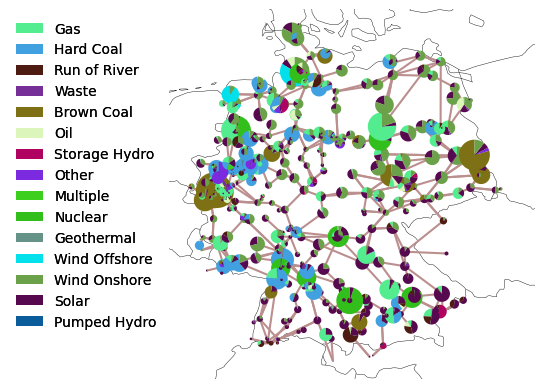 Gas
Hard Coal
Run of River
Waste
Brown Coal
Oil
Storage Hydro
Other
Multiple
Nuclear
Geothermal
Wind Offshore
Wind Onshore
Solar
Pumped Hydro